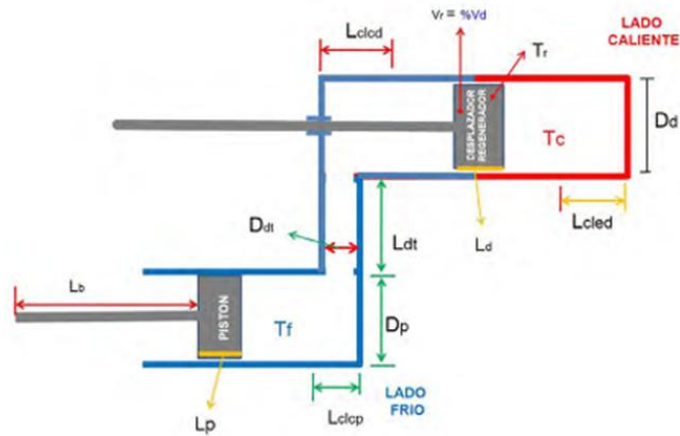 Lclcd
Vr = %Vd
LADO
CALIENTE
Tr
DESPLAZADOR
REGENERADOR
Tc
Dd
Ddt
Ldt
Ld
Lcled
Lb
PISTON
Tf
Dp
Lp
Lclcp
LADO
FRIO